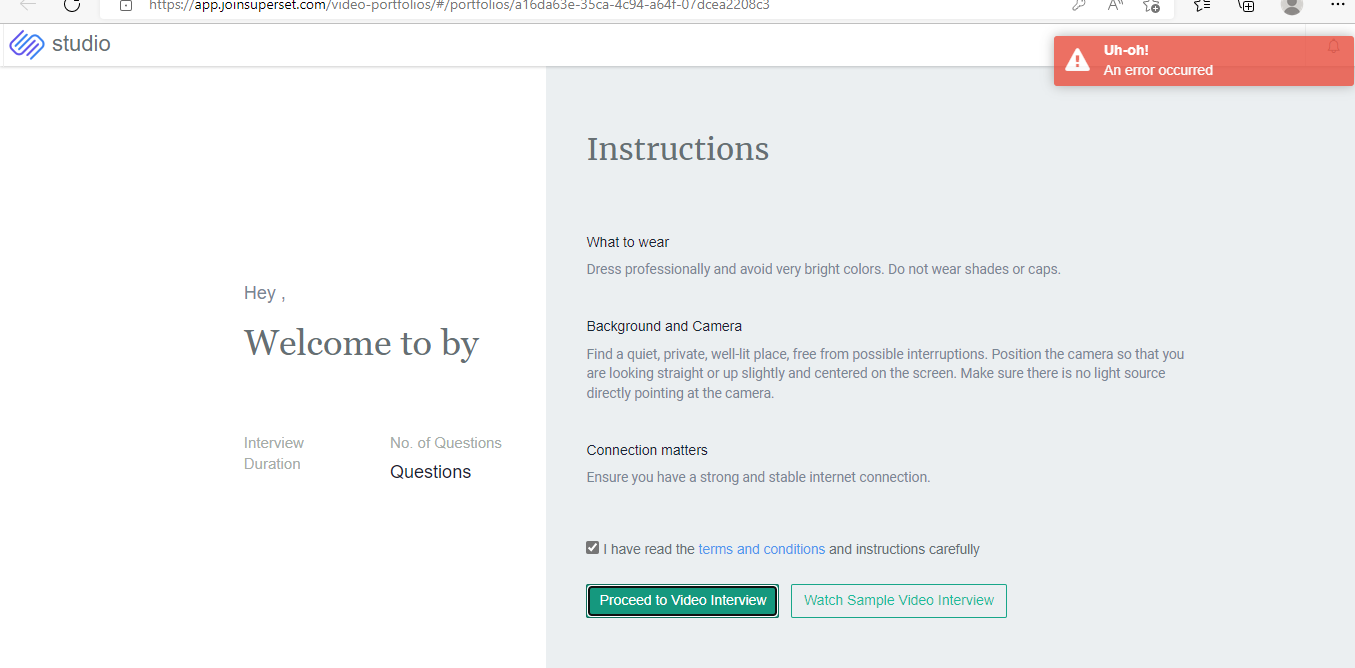 https://app.joinsuperset.com/video-portfolios/#/portfolios/a16da63e-35ca-4c94-a64f-07dcea2208c3
studio
Uh-oh!
An error occurred
Hey ,
Welcome to by
Interview
Duration
No. of Questions
Questions
Instructions
What to wear
Dress professionally and avoid very bright colors. Do not wear shades or caps.
Background and Camera
Find a quiet, private, well-lit place, free from possible interruptions. Position the camera so that you
are looking straight or up slightly and centered on the screen. Make sure there is no light source
directly pointing at the camera.
Connection matters
Ensure you have a strong and stable internet connection.
I have read the terms and conditions and instructions carefully
Proceed to Video Interview
Watch Sample Video Interview